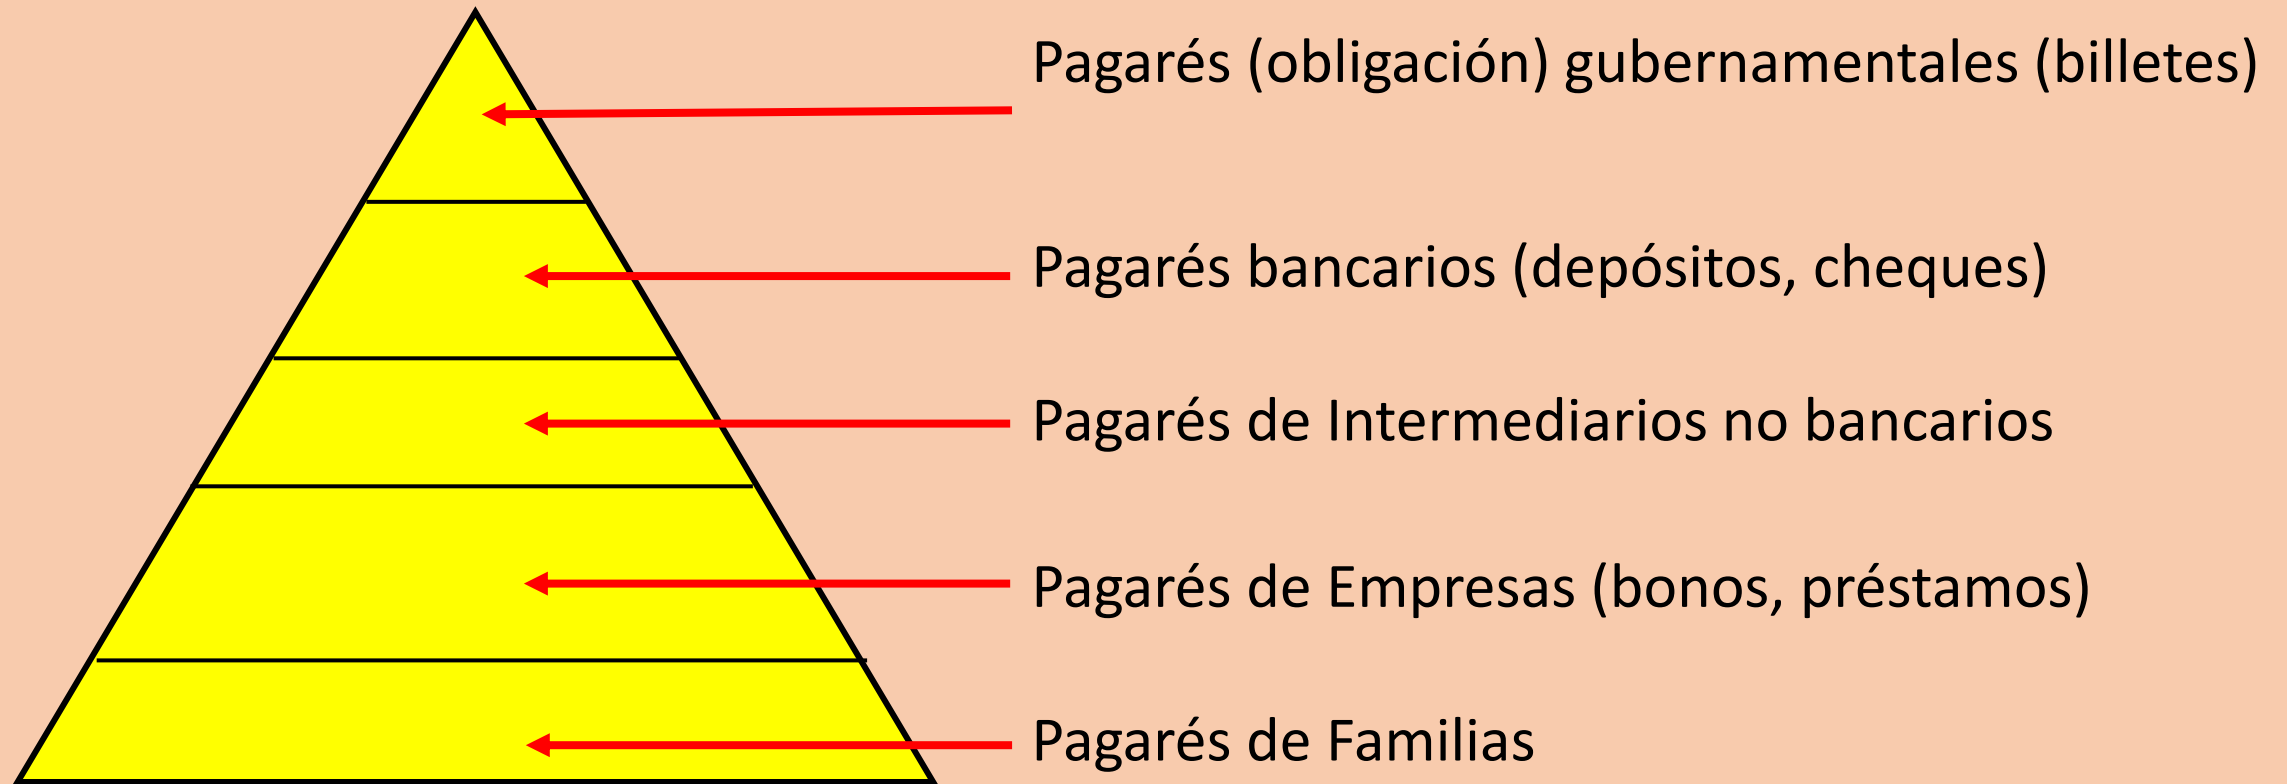 Pagarés (obligación) gubernamentales (billetes)
Pagarés bancarios (depósitos, cheques)
Pagarés de Intermediarios no bancarios
Pagarés de Empresas (bonos, préstamos)
Pagarés de Familias